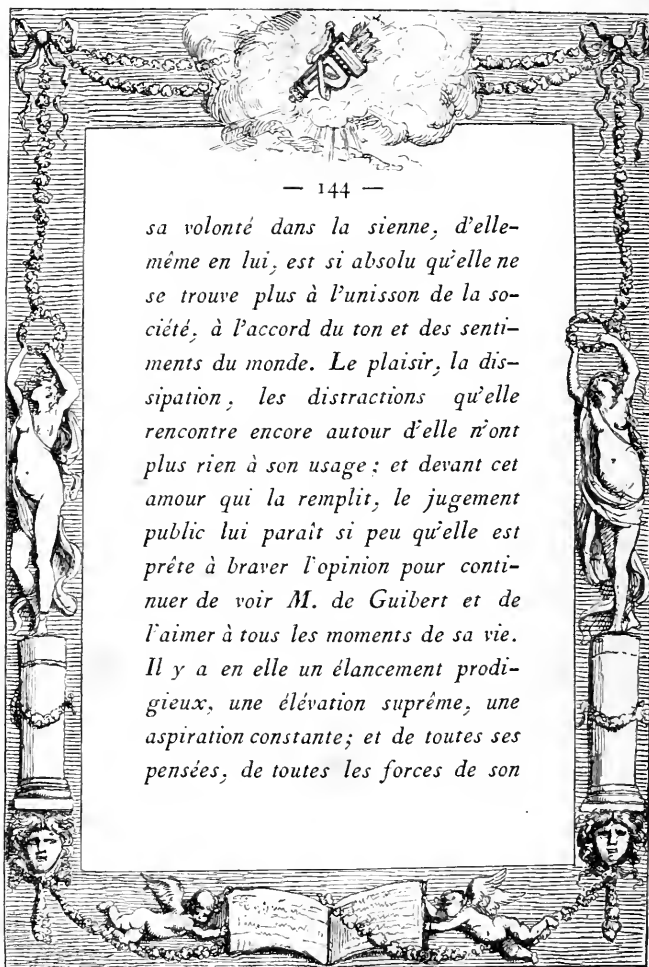 — 144 —
sa volonté dans la sienne, d'elle-
même en lui, est si absolu qu'elle ne
se trouve plus à l'unisson de la so-
ciété, à l'accord du ton et des senti-
ments du monde. Le plaisir, la dis-
sipation, les distractions qu'elle
rencontre encore autour d'elle n'ont
plus rien à son usage : et devant cet
amour qui la remplit, le jugement
public lui paraît si peu qu'elle est
prête à braver l'opinion pour conti-
nuer de voir M. de Guibert et de
l'aimer à tous les moments de sa vie.
Il y a en elle un élancement prodi-
gieux, une élévation suprême, une
aspiration constante; et de toutes ses
pensées, de toutes les forces de son